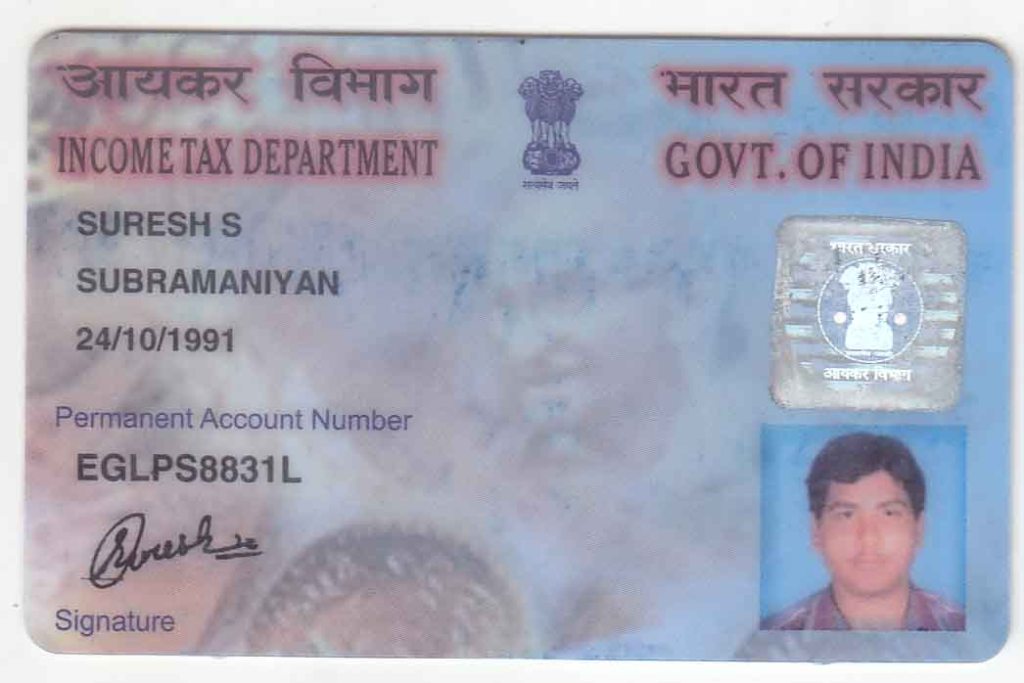 आयकर विभाग
INCOME TAX DEPARTMENT
सत्यमेव जयते
भारत सरकार
GOVT. OF INDIA
SURESH S
SUBRAMANIYAN
24/10/1991
Permanent Account Number
EGLPS8831L
Suresh
Signature
भारत सरकार
आयकर विभाग